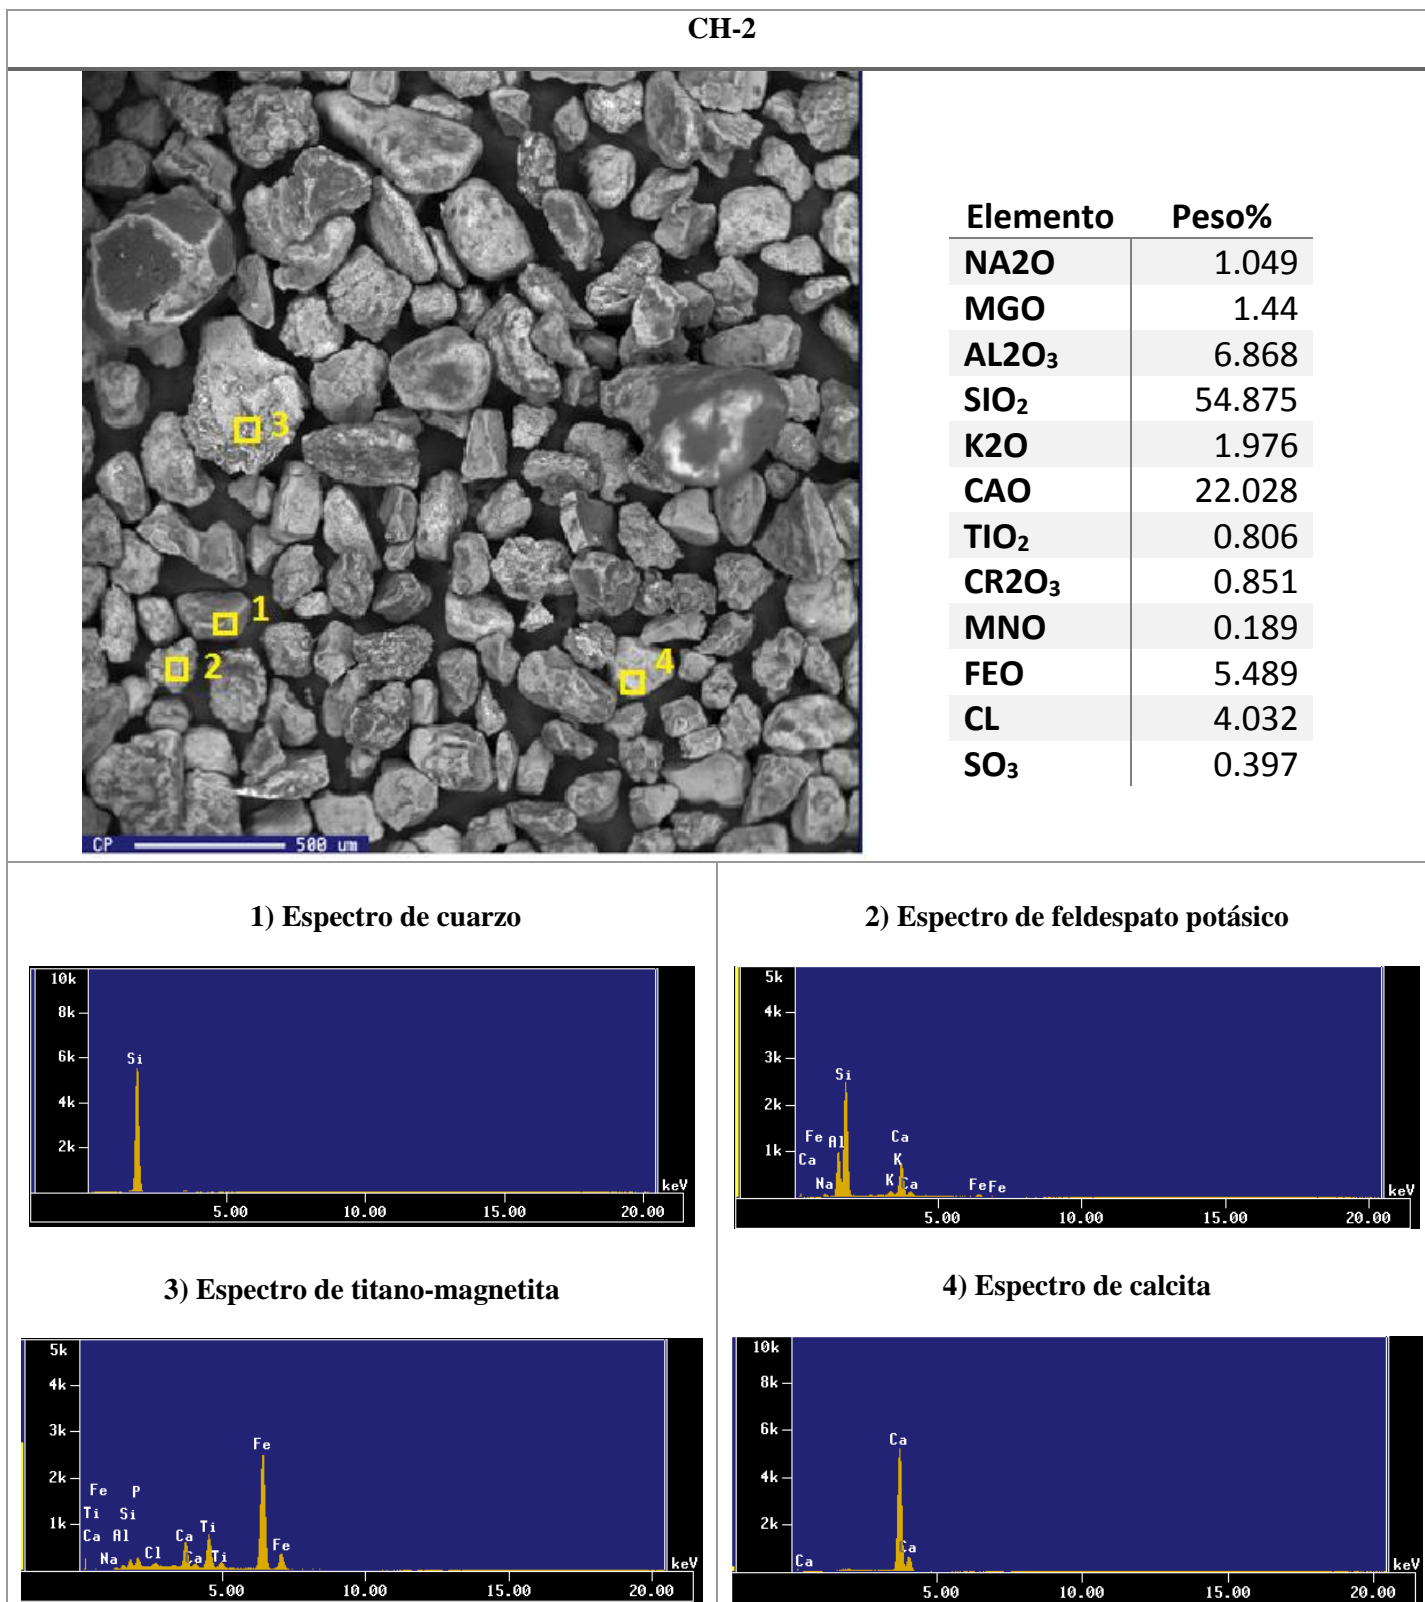 CH-2
3
1
2
4
CP 500 um
Elemento Peso%
NA2O 1.049
MGO 1.44
AL2O₃ 6.868
SIO₂ 54.875
K2O 1.976
CAO 22.028
TIO₂ 0.806
CR2O₃ 0.851
MNO 0.189
FEO 5.489
CL 4.032
SO₃ 0.397
1) Espectro de cuarzo
10k
8k
6k
Si
4k
2k
keV
5.00 10.00 15.00 20.00
2) Espectro de feldespato potásico
5k
4k
3k
Si
2k
Fe Al Ca
1k
Ca K
Na K Ca Fe Fe
keV
5.00 10.00 15.00 20.00
3) Espectro de titano-magnetita
5k
4k
3k
Fe
2k
Fe P
Ti Si
1k Ti
Ca Al Ca Fe
Na Cl Ca Ti
keV
5.00 10.00 15.00 20.00
4) Espectro de calcita
10k
8k
6k
Ca
4k
2k
Ca
Ca
keV
5.00 10.00 15.00 20.00